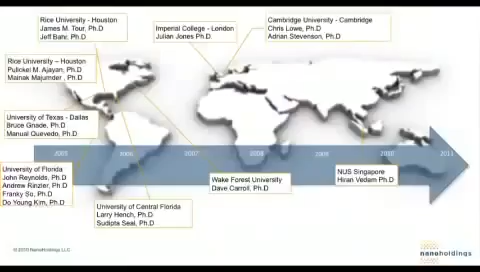 Rice University - Houston
James M. Tour, Ph.D
Jeff Bahr, Ph.D
Imperial College - London
Julian Jones Ph.D.
Cambridge University - Cambridge
Chris Lowe, Ph.D
Adrian Stevenson, Ph.D
Rice University – Houston
Pulickel M. Ajayan, Ph.D.
Mainak Majumder, Ph.D
University of Texas - Dallas
Bruce Gnade, Ph.D
Manual Quevedo, Ph.D
2005
2006
2007
2008
2009
2010
2011
University of Florida
John Reynolds, Ph.D
Andrew Rinzler, Ph.D
Franky So, Ph.D
Do Young Kim, Ph.D
University of Central Florida
Larry Hench, Ph.D
Sudipta Seal, Ph.D
Wake Forest University
Dave Carroll, Ph.D
NUS Singapore
Hiran Vedam Ph.D
© 2010 NanoHoldings LLC
nanoholdings